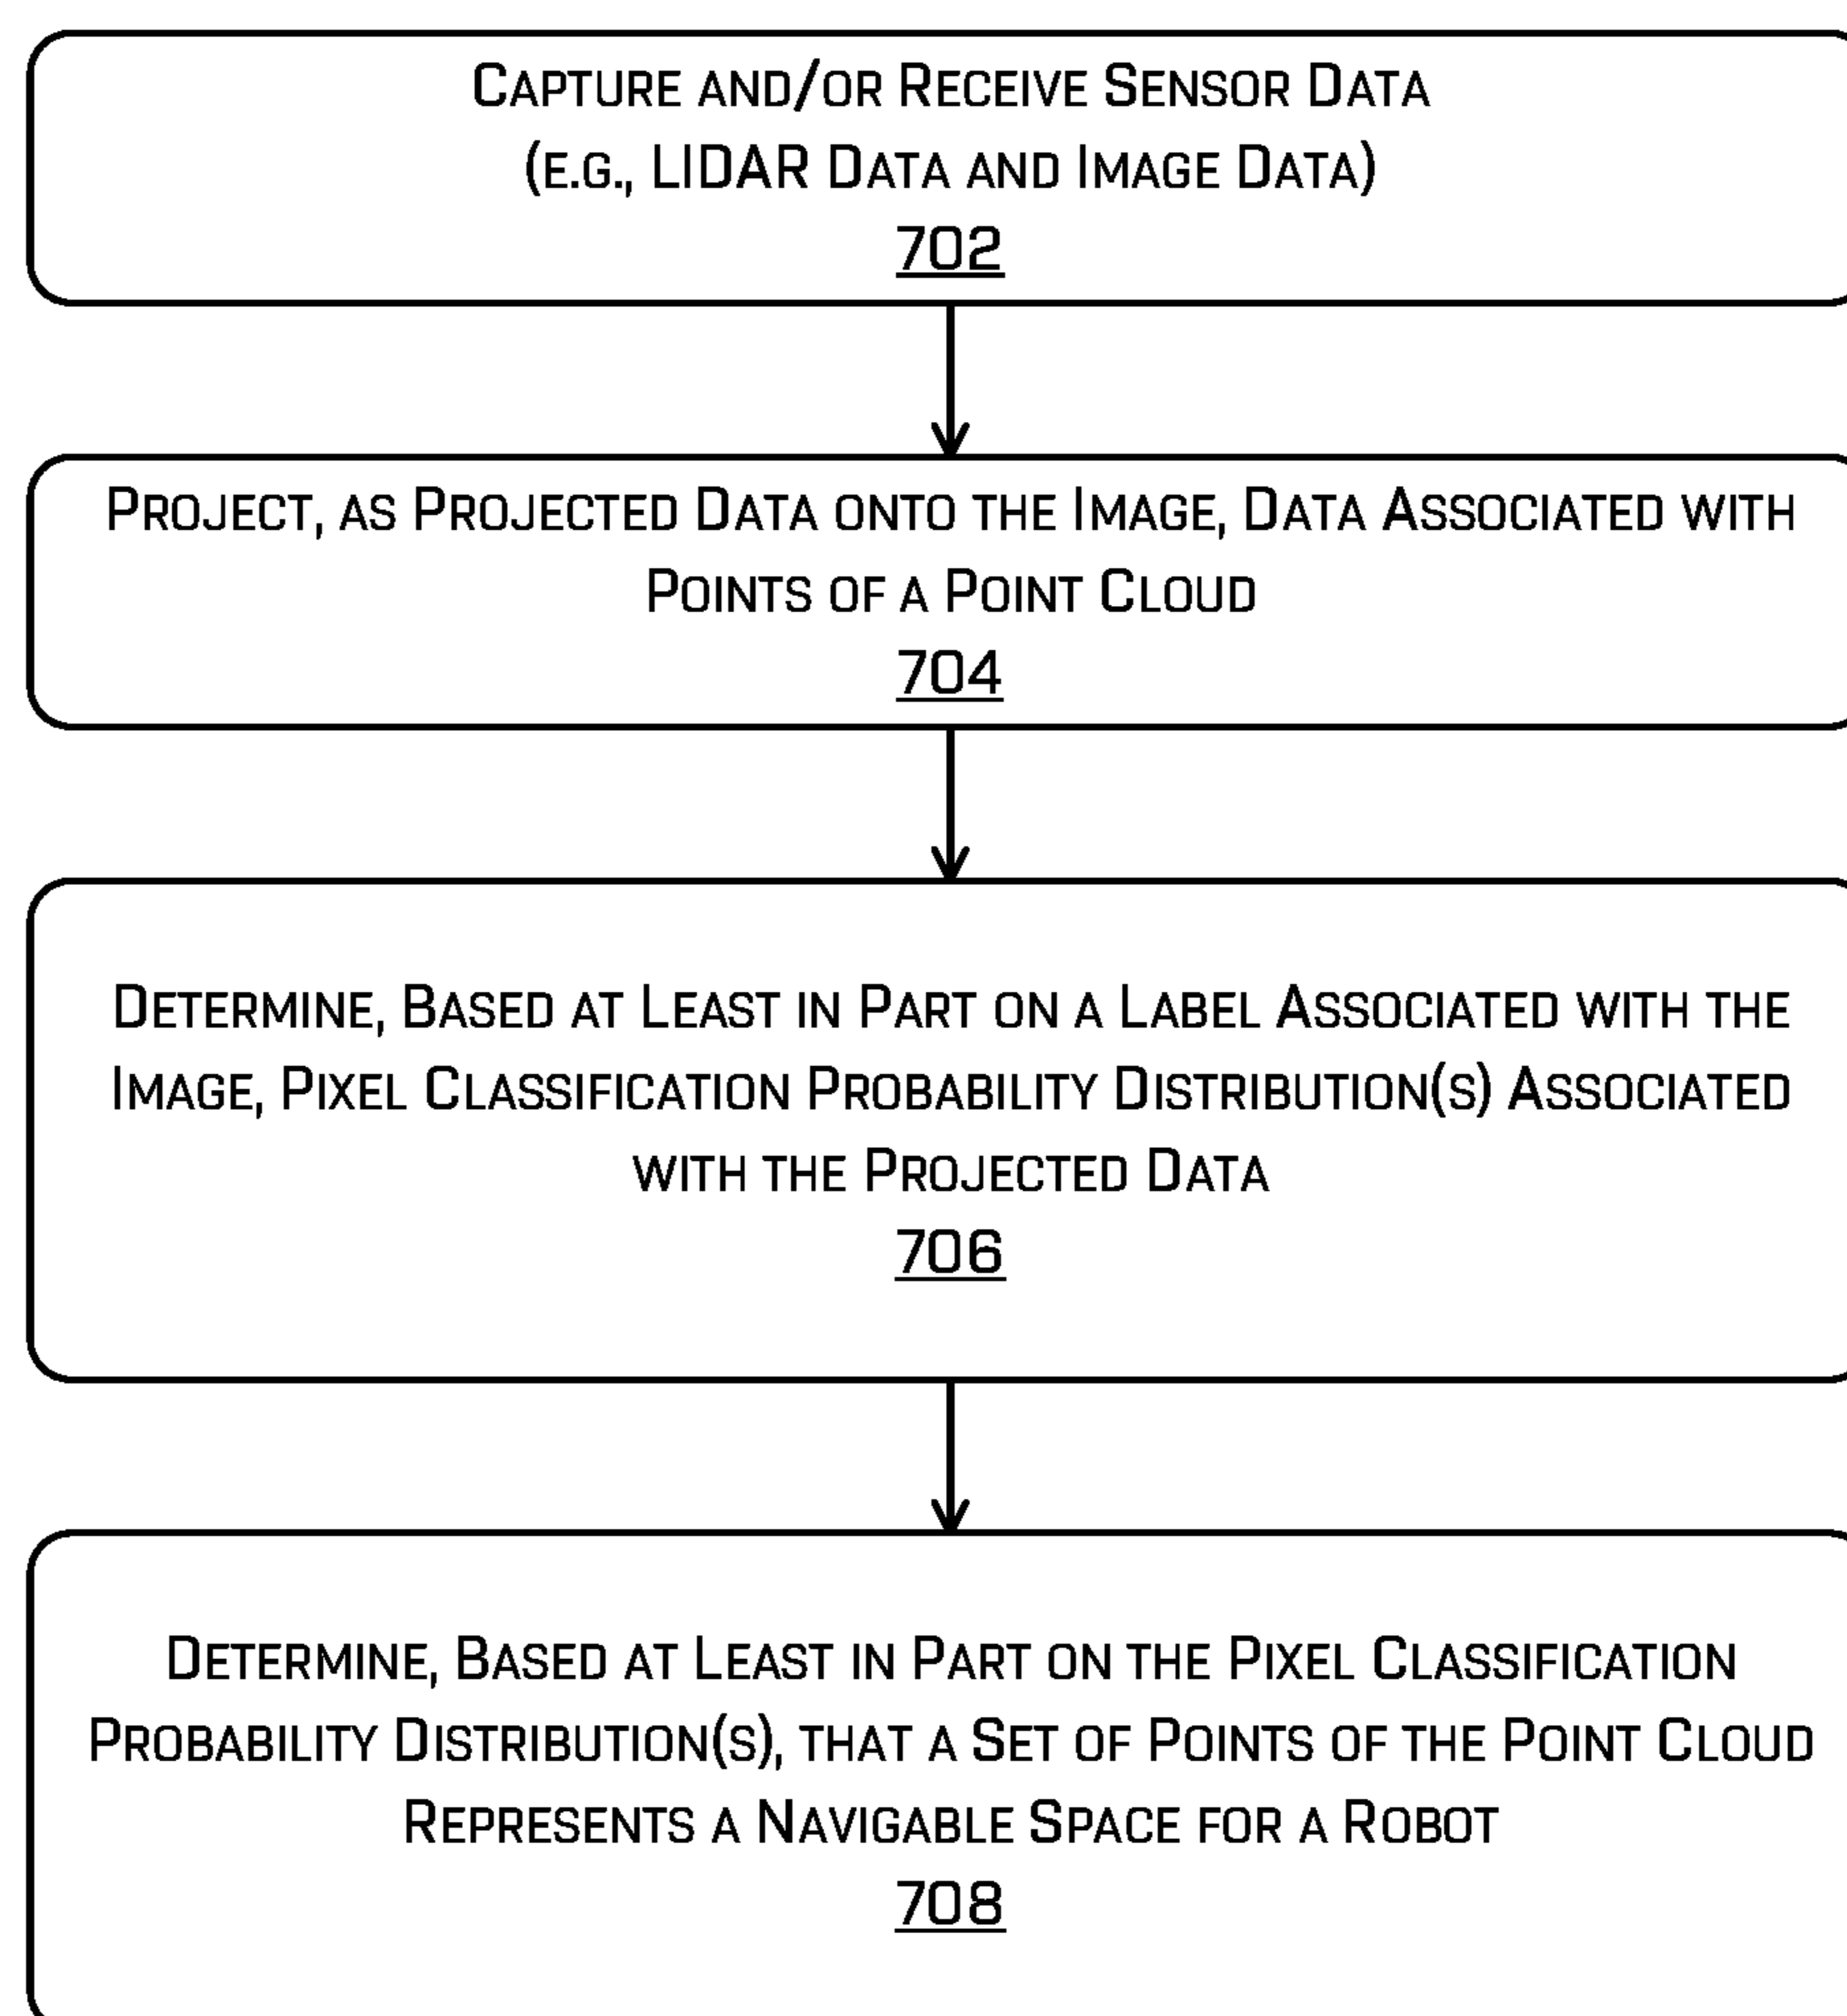 Capture and/or Receive Sensor Data
(e.g., LIDAR Data and Image Data)
702
Project, as Projected Data onto the Image, Data Associated with
Points of a Point Cloud
704
Determine, Based at Least in Part on a Label Associated with the
Image, Pixel Classification Probability Distribution(s) Associated
with the Projected Data
706
Determine, Based at Least in Part on the Pixel Classification
Probability Distribution(s), that a Set of Points of the Point Cloud
Represents a Navigable Space for a Robot
708